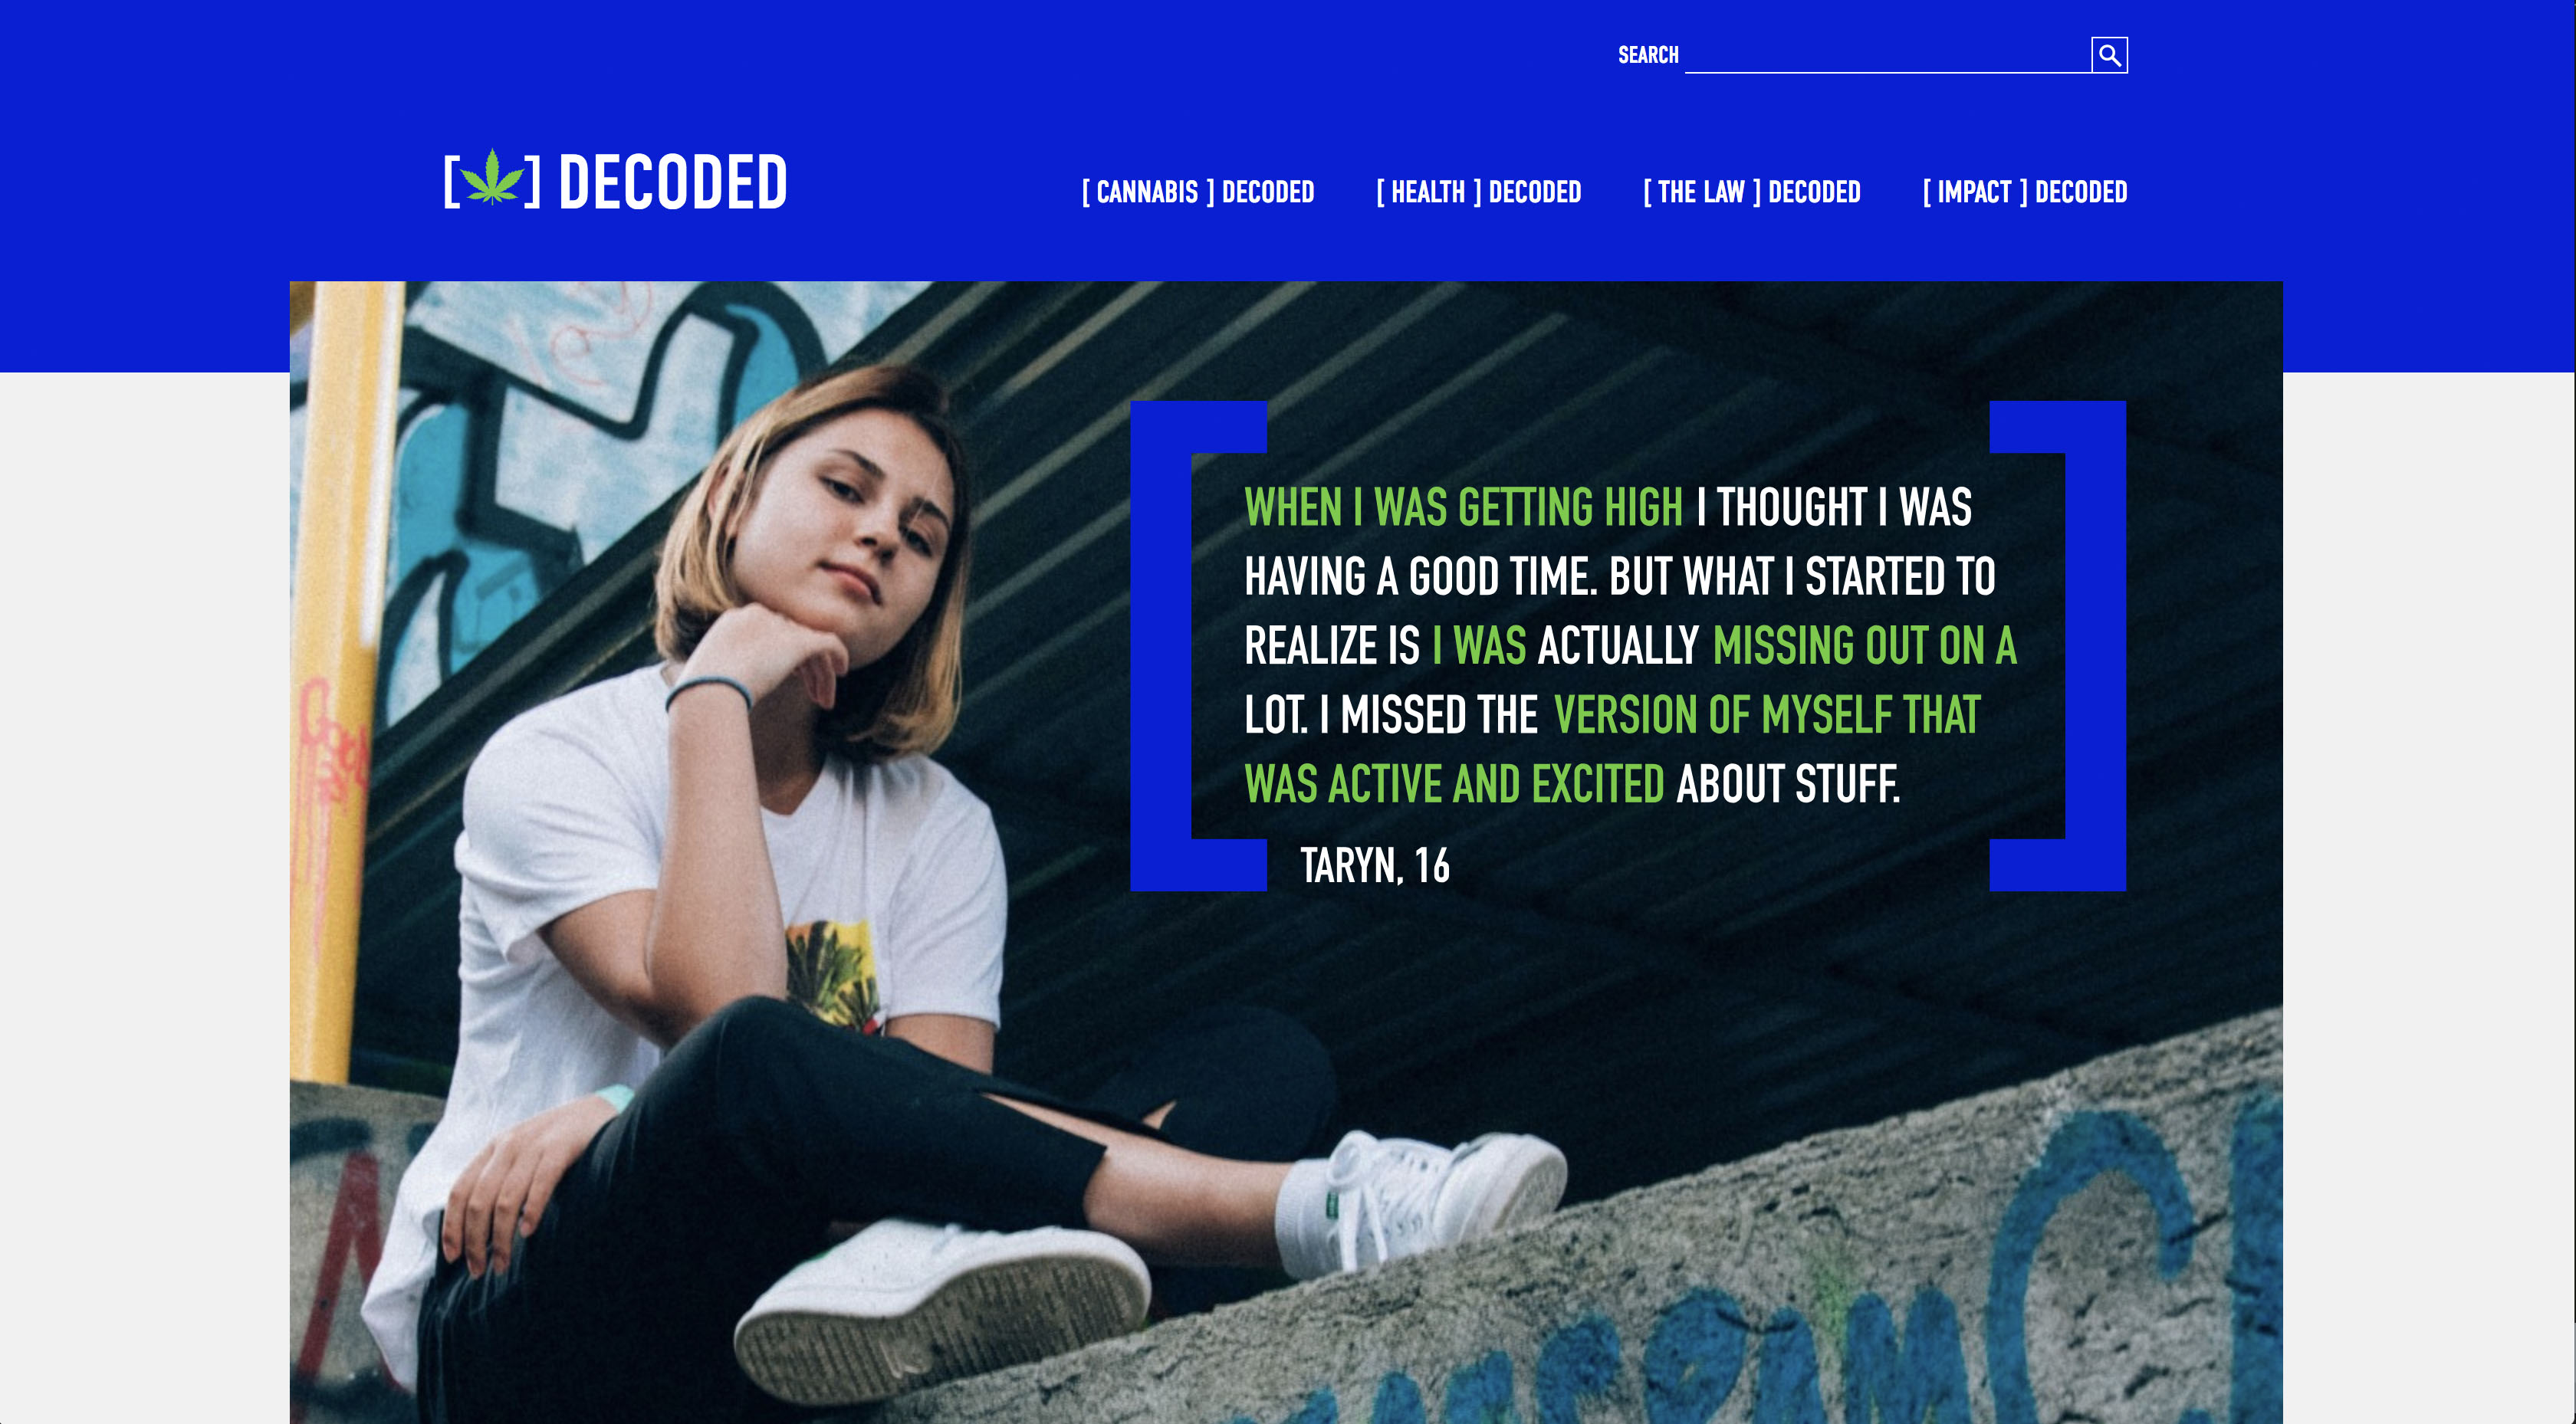 SEARCH
[ ] DECODED
[ CANNABIS ] DECODED
[ HEALTH ] DECODED
[ THE LAW ] DECODED
[ IMPACT ] DECODED
WHEN I WAS GETTING HIGH I THOUGHT I WAS
HAVING A GOOD TIME. BUT WHAT I STARTED TO
REALIZE IS I WAS ACTUALLY MISSING OUT ON A
LOT. I MISSED THE VERSION OF MYSELF THAT
WAS ACTIVE AND EXCITED ABOUT STUFF.
TARYN, 16